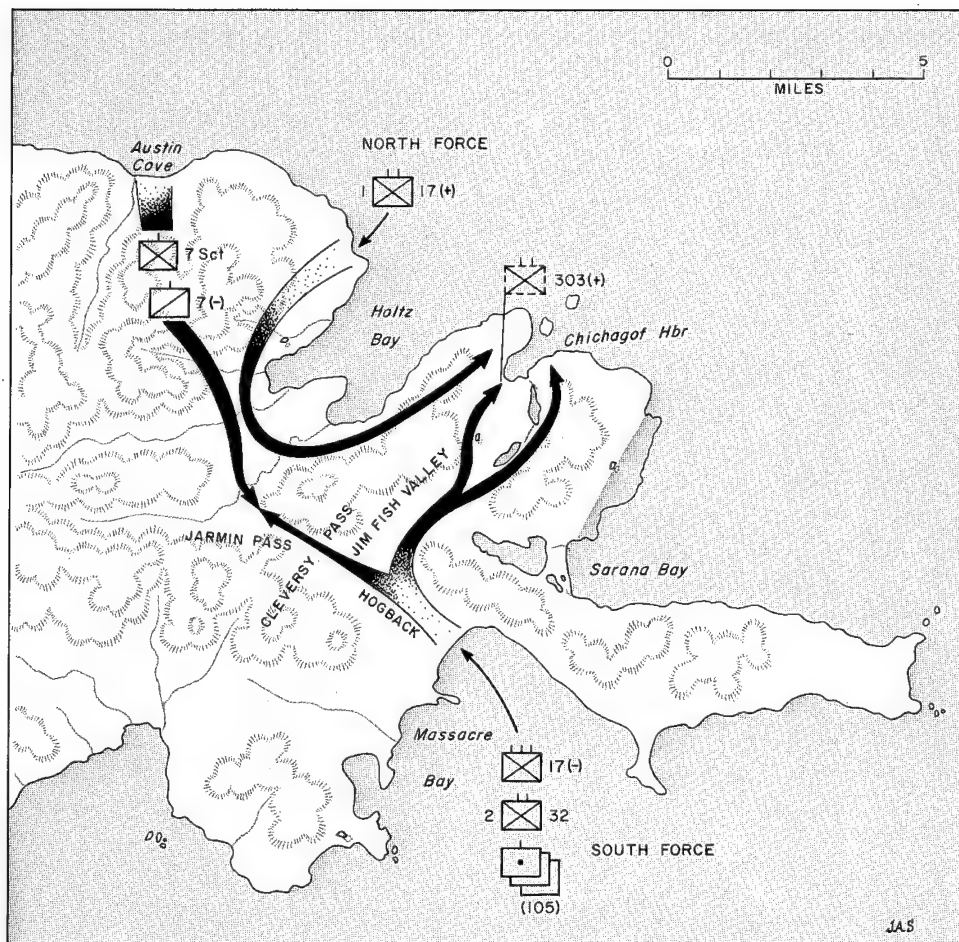 0 5
MILES
Austin
Cove
NORTH FORCE
1 17(+)
7 Sct
7(-)
303(+)
Holtz
Bay
Chichagof Hbr
JARMIN PASS
CLEVERSY PASS
JIM FISH VALLEY
HOGBACK
Sarana Bay
Massacre
Bay
17(-)
2 32
SOUTH FORCE
(105)
J.A.S